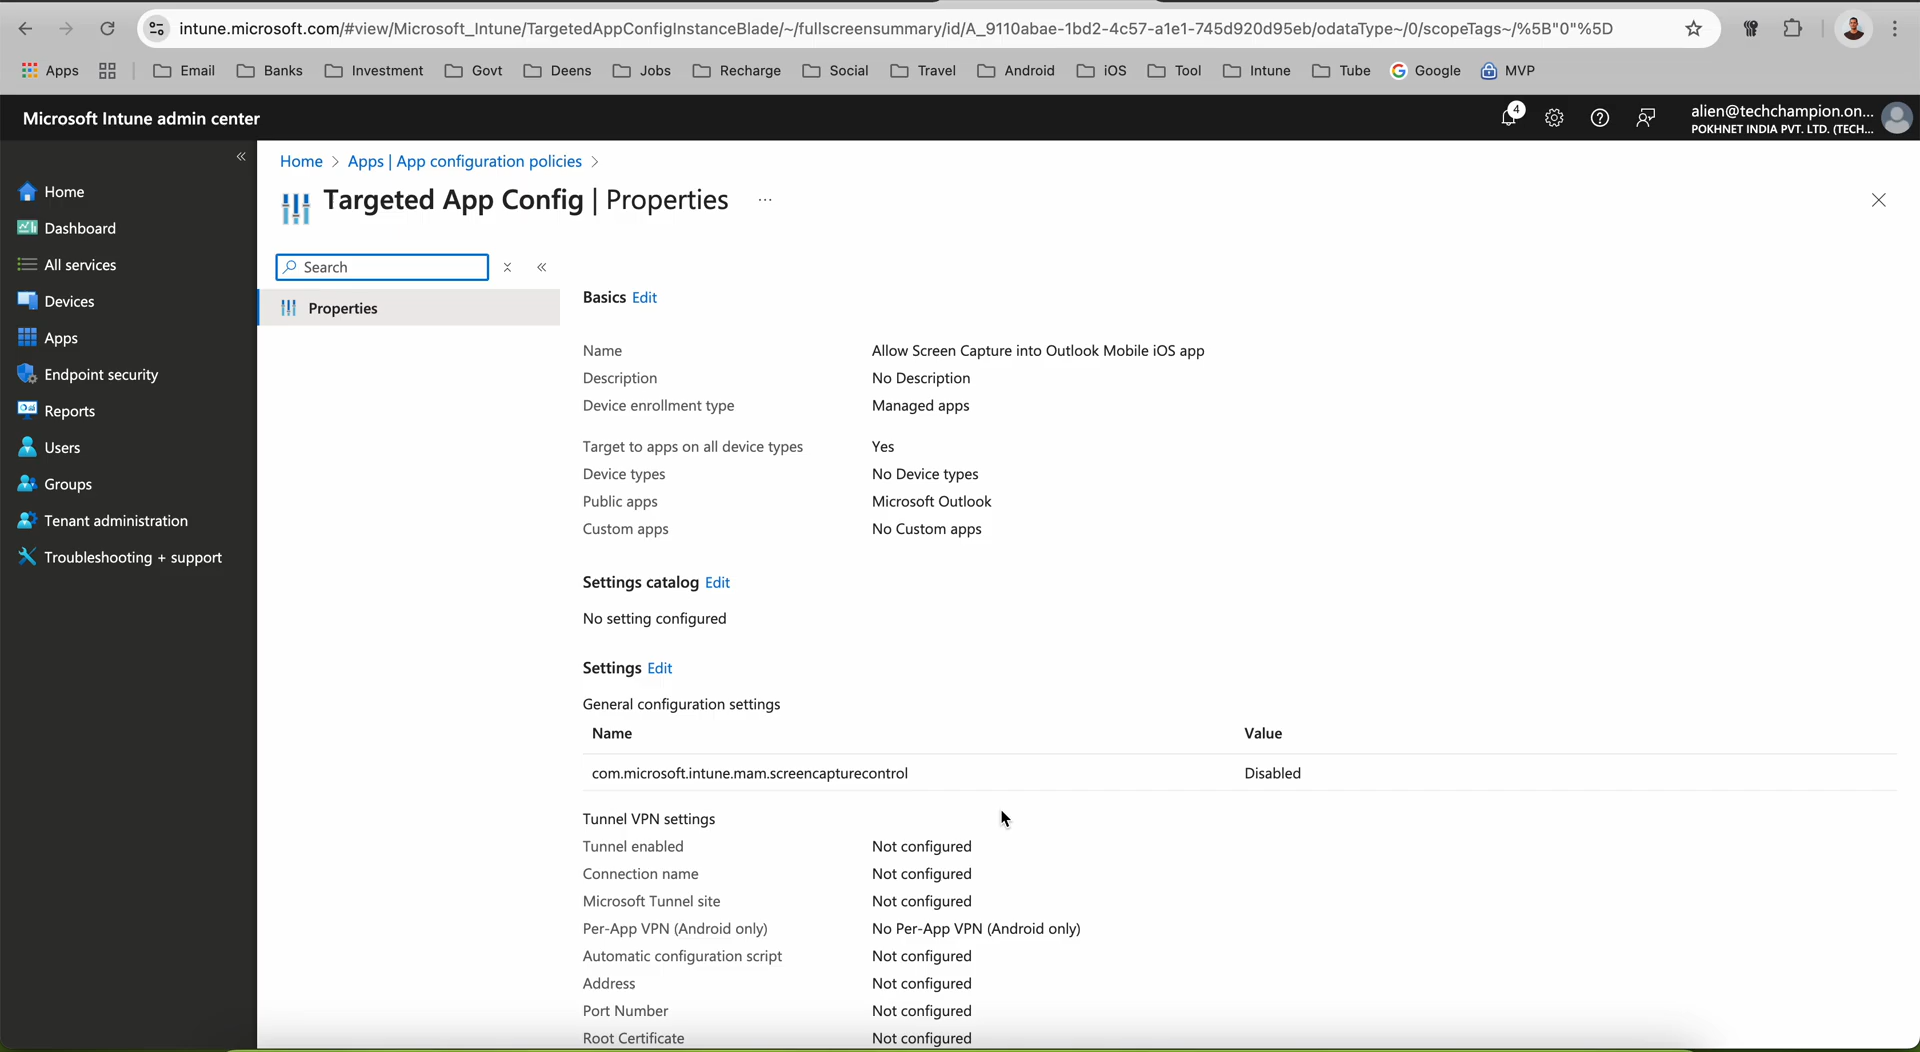 intune.microsoft.com/#view/Microsoft_Intune/TargetedAppConfigInstanceBlade/~/fullscreensummary/id/A_9110abae-1bd2-4c57-a1e1-745d920d95eb/odataType~/0/scopeTags~/%5B"0"%5D
Apps Email Banks Investment Govt Deens Jobs Recharge Social Travel Android iOS Tool Intune Tube Google MVP
Microsoft Intune admin center
4
alien@techchampion.on...
POKHNET INDIA PVT. LTD. (TECH...
Home > Apps | App configuration policies >
Targeted App Config | Properties ...
Home
Dashboard
All services
Devices
Apps
Endpoint security
Reports
Users
Groups
Tenant administration
Troubleshooting + support
Search
Properties
Basics Edit
Name Allow Screen Capture into Outlook Mobile iOS app
Description No Description
Device enrollment type Managed apps
Target to apps on all device types Yes
Device types No Device types
Public apps Microsoft Outlook
Custom apps No Custom apps
Settings catalog Edit
No setting configured
Settings Edit
General configuration settings
Name Value
com.microsoft.intune.mam.screencapturecontrol Disabled
Tunnel VPN settings
Tunnel enabled Not configured
Connection name Not configured
Microsoft Tunnel site Not configured
Per-App VPN (Android only) No Per-App VPN (Android only)
Automatic configuration script Not configured
Address Not configured
Port Number Not configured
Root Certificate Not configured